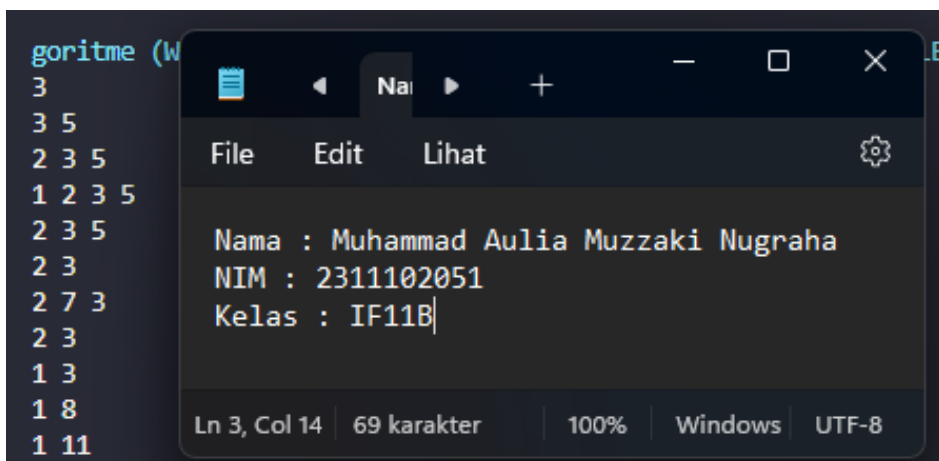 goritme (W
3
3 5
2 3 5
1 2 3 5
2 3 5
2 3
2 7 3
2 3
1 3
1 8
1 11
File Edit Lihat
Nama : Muhammad Aulia Muzzaki Nugraha
NIM : 2311102051
Kelas : IF11B
Ln 3, Col 14 69 karakter 100% Windows UTF-8